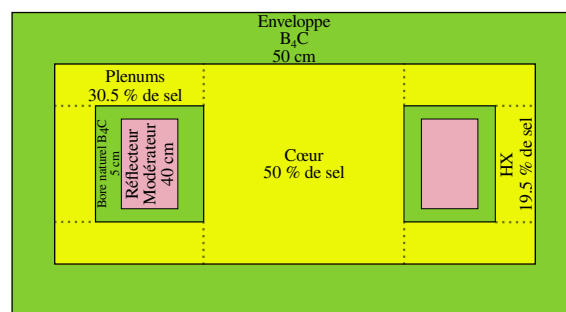 Enveloppe
B₄C
50 cm
Plenums
30.5 % de sel
Bore naturel B₄C
5 cm
Réflecteur
Modérateur
40 cm
Cœur
50 % de sel
HX
19.5 % de sel